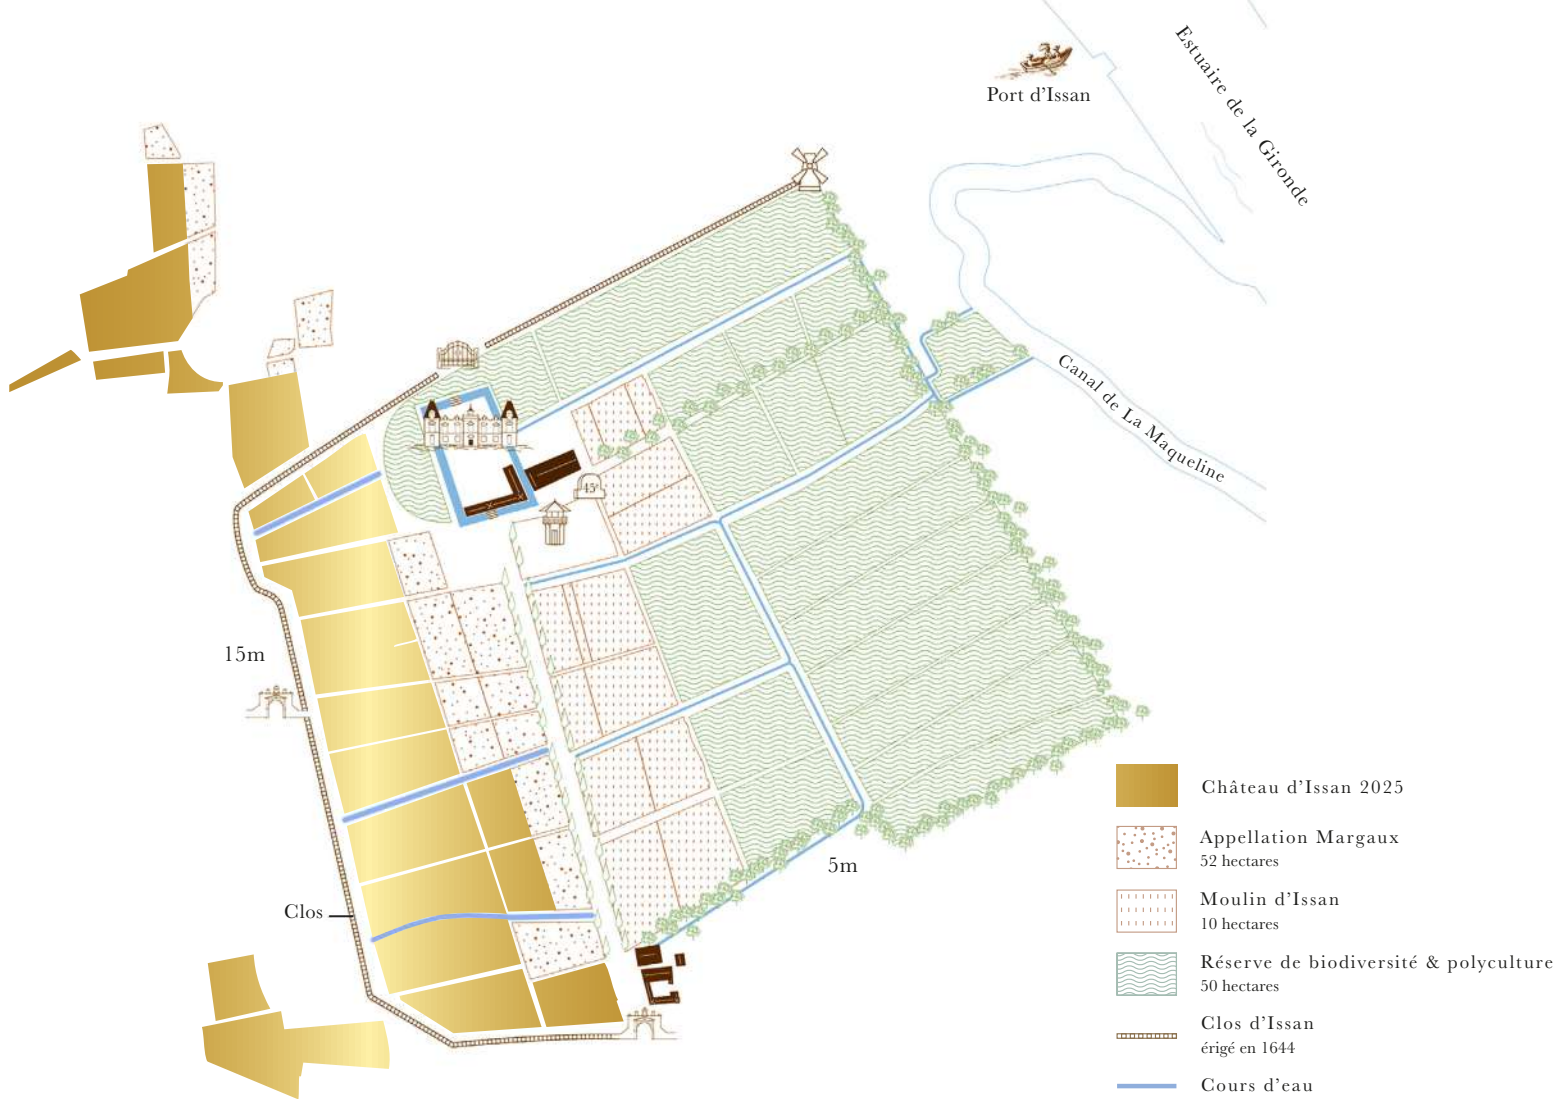 Estuaire de la Gironde
Port d'Issan
Canal de La Maqueline
45
15m
5m
Clos
Château d'Issan 2025
Appellation Margaux
52 hectares
Moulin d'Issan
10 hectares
Réserve de biodiversité & polyculture
50 hectares
Clos d'Issan
érigé en 1644
Cours d'eau